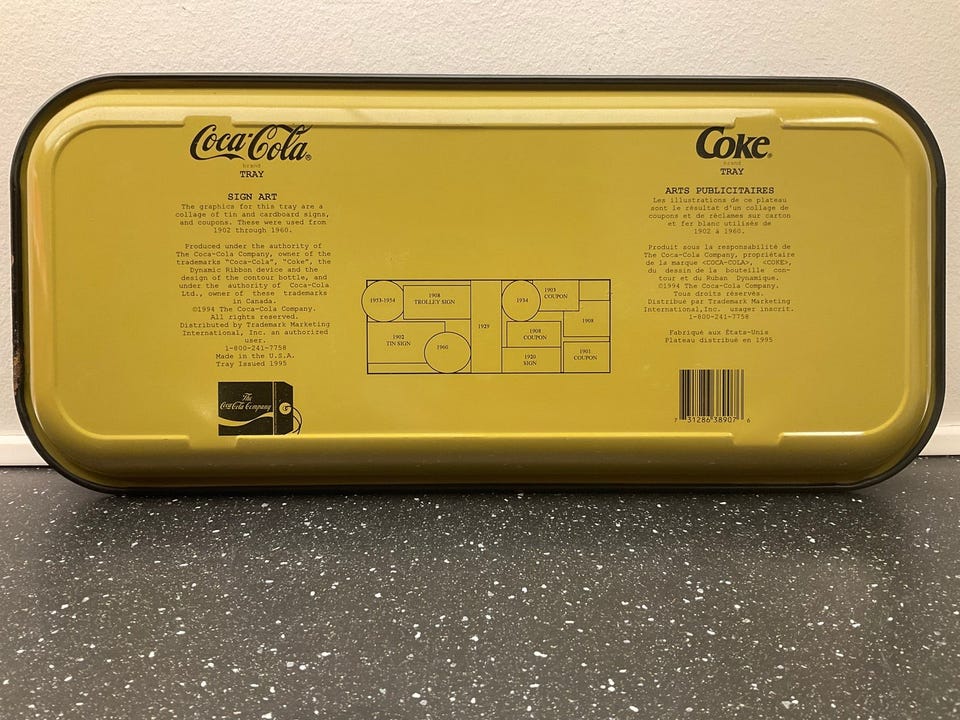 Coca-Cola®
brand
TRAY
SIGN ART
The graphics for this tray are a
collage of tin and cardboard signs,
and coupons. These were used from
1902 through 1960.
Produced under the authority of
The Coca-Cola Company, owner of the
trademarks "Coca-Cola", "Coke", the
Dynamic Ribbon device and the
design of the contour bottle, and
under the authority of Coca-Cola
Ltd., owner of these trademarks
in Canada.
©1994 The Coca-Cola Company.
All rights reserved.
Distributed by Trademark Marketing
International, Inc. an authorized
user.
1-800-241-7758
Made in the U.S.A.
Tray Issued 1995
The
Coca-Cola Company
1953-1954
1908
TROLLEY SIGN
1902
TIN SIGN
1960
1929
1934
1903
COUPON
1908
COUPON
1908
1920
SIGN
1901
COUPON
Coke®
brand
TRAY
ARTS PUBLICITAIRES
Les illustrations de ce plateau
sont le résultat d'un collage de
coupons et de réclames sur carton
et fer blanc utilisés de
1902 à 1960.
Produit sous la responsabilité de
The Coca-Cola Company, propriétaire
de la marque <COCA-COLA>, <COKE>,
du dessin de la bouteille con-
tour et du Ruban Dynamique.
©1994 The Coca-Cola Company.
Tous droits réservés.
Distribué par Trademark Marketing
International,Inc. usager inscrit.
1-800-241-7758
Fabriqué aux États-Unis
Plateau distribué en 1995
7 31286 38907 6